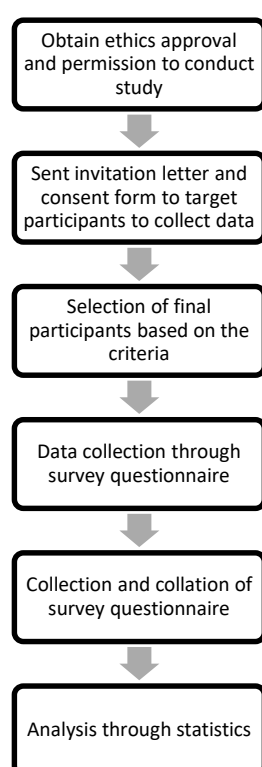 Obtain ethics approval
and permission to conduct
study
Sent invitation letter and
consent form to target
participants to collect data
Selection of final
participants based on the
criteria
Data collection through
survey questionnaire
Collection and collation of
survey questionnaire
Analysis through statistics